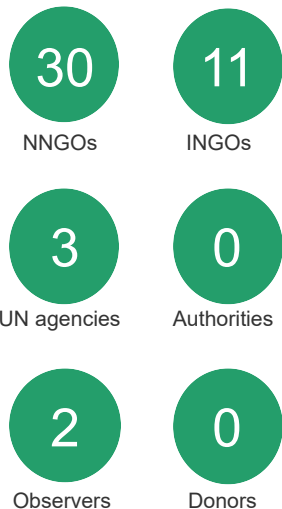 30 11
NNGOs INGOs
3 0
UN agencies Authorities
2 0
Observers Donors